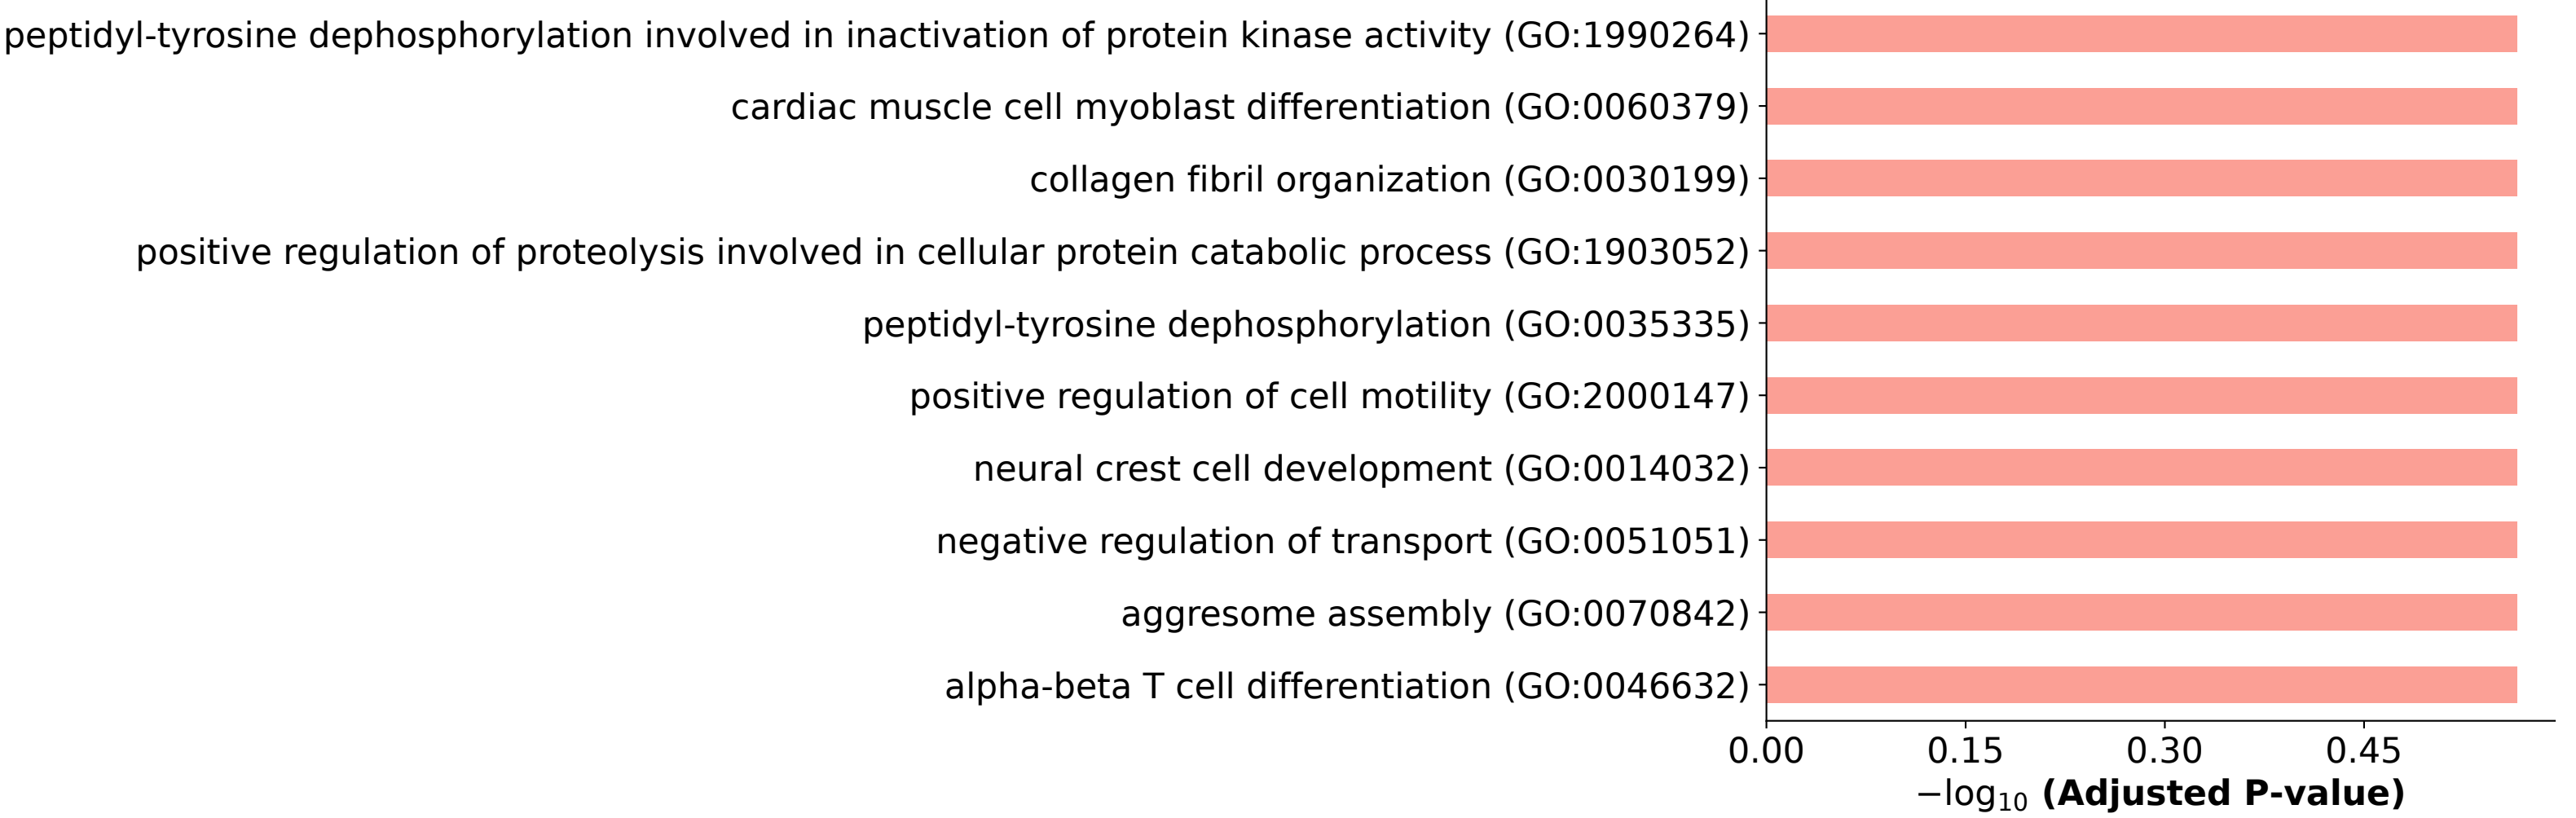 peptidyl-tyrosine dephosphorylation involved in inactivation of protein kinase activity (GO:1990264)
cardiac muscle cell myoblast differentiation (GO:0060379)
collagen fibril organization (GO:0030199)
positive regulation of proteolysis involved in cellular protein catabolic process (GO:1903052)
peptidyl-tyrosine dephosphorylation (GO:0035335)
positive regulation of cell motility (GO:2000147)
neural crest cell development (GO:0014032)
negative regulation of transport (GO:0051051)
aggresome assembly (GO:0070842)
alpha-beta T cell differentiation (GO:0046632)
0.00 0.15 0.30 0.45
−log₁₀ (Adjusted P-value)